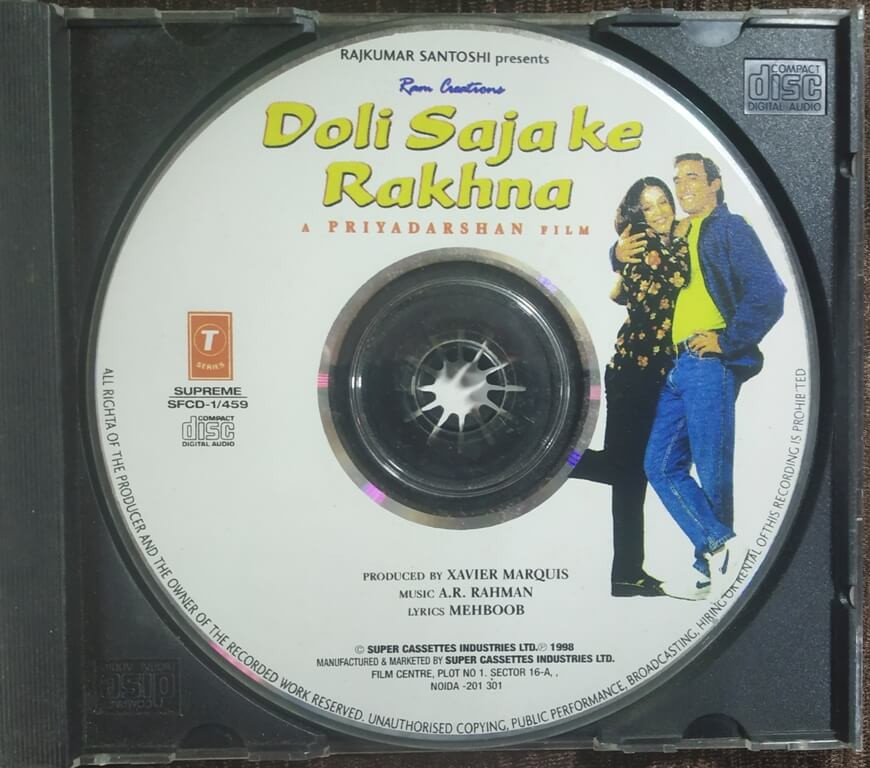 RAJKUMAR SANTOSHI presents
Ram Creations
Doli Saja ke
Rakhna
A PRIYADARSHAN FILM
COMPACT
disc
DIGITAL AUDIO
T
SERIES
SUPREME
SFCD-1/459
COMPACT
disc
DIGITAL AUDIO
PRODUCED BY XAVIER MARQUIS
MUSIC A.R. RAHMAN
LYRICS MEHBOOB
© SUPER CASSETTES INDUSTRIES LTD.℗ 1998
MANUFACTURED & MARKETED BY SUPER CASSETTES INDUSTRIES LTD.
FILM CENTRE, PLOT NO 1. SECTOR 16-A, ,
NOIDA -201 301
ALL RIGHTA OF THE PRODUCER AND THE OWNER OF THE RECORDED WORK RESERVED. UNAUTHORISED COPYING, PUBLIC PERFORMANCE, BROADCASTING, HIRING OR RENTAL OF THIS RECORDING IS PROHIBITED
COMPACT
disc
DIGITAL AUDIO